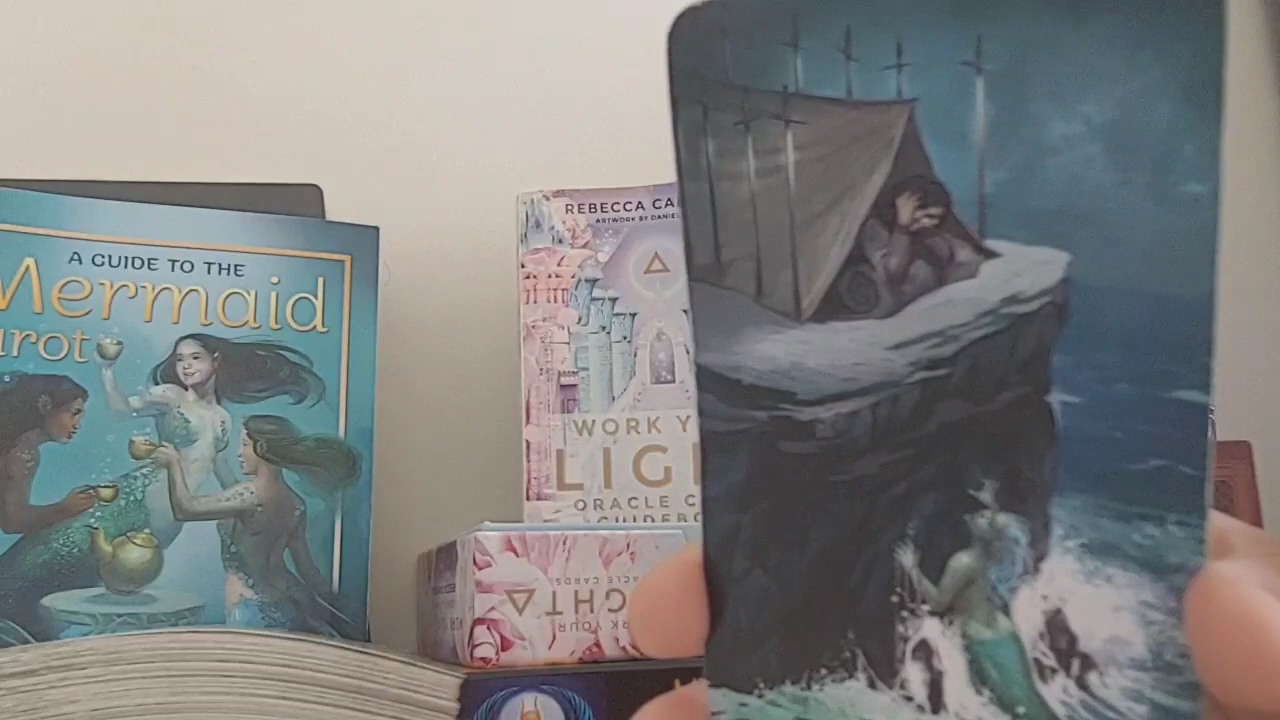 A GUIDE TO THE
Mermaid
arot
REBECCA CA
ARTWORK BY DANIE
WORK Y
LIGH
ORACLE C
GUIDEBO